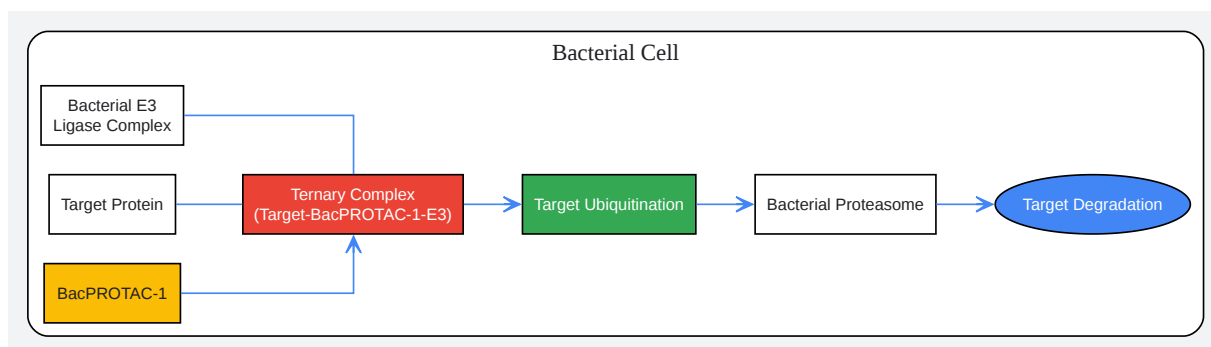 Bacterial Cell
Bacterial E3
Ligase Complex
Target Protein
Ternary Complex
(Target-BacPROTAC-1-E3)
Target Ubiquitination
Bacterial Proteasome
Target Degradation
BacPROTAC-1